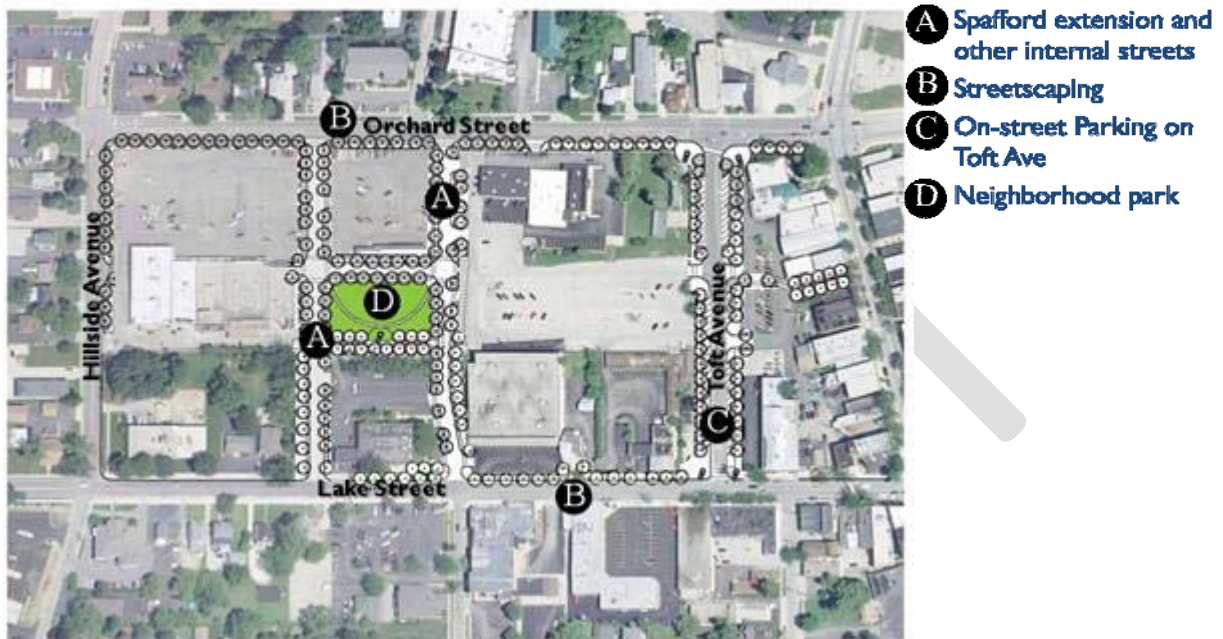 A Spafford extension and
other internal streets
B Streetscaping
C On-street Parking on
Toft Ave
D Neighborhood park
B
Orchard Street
A
Hillside Avenue
D
A
Toft Avenue
C
Lake Street
B